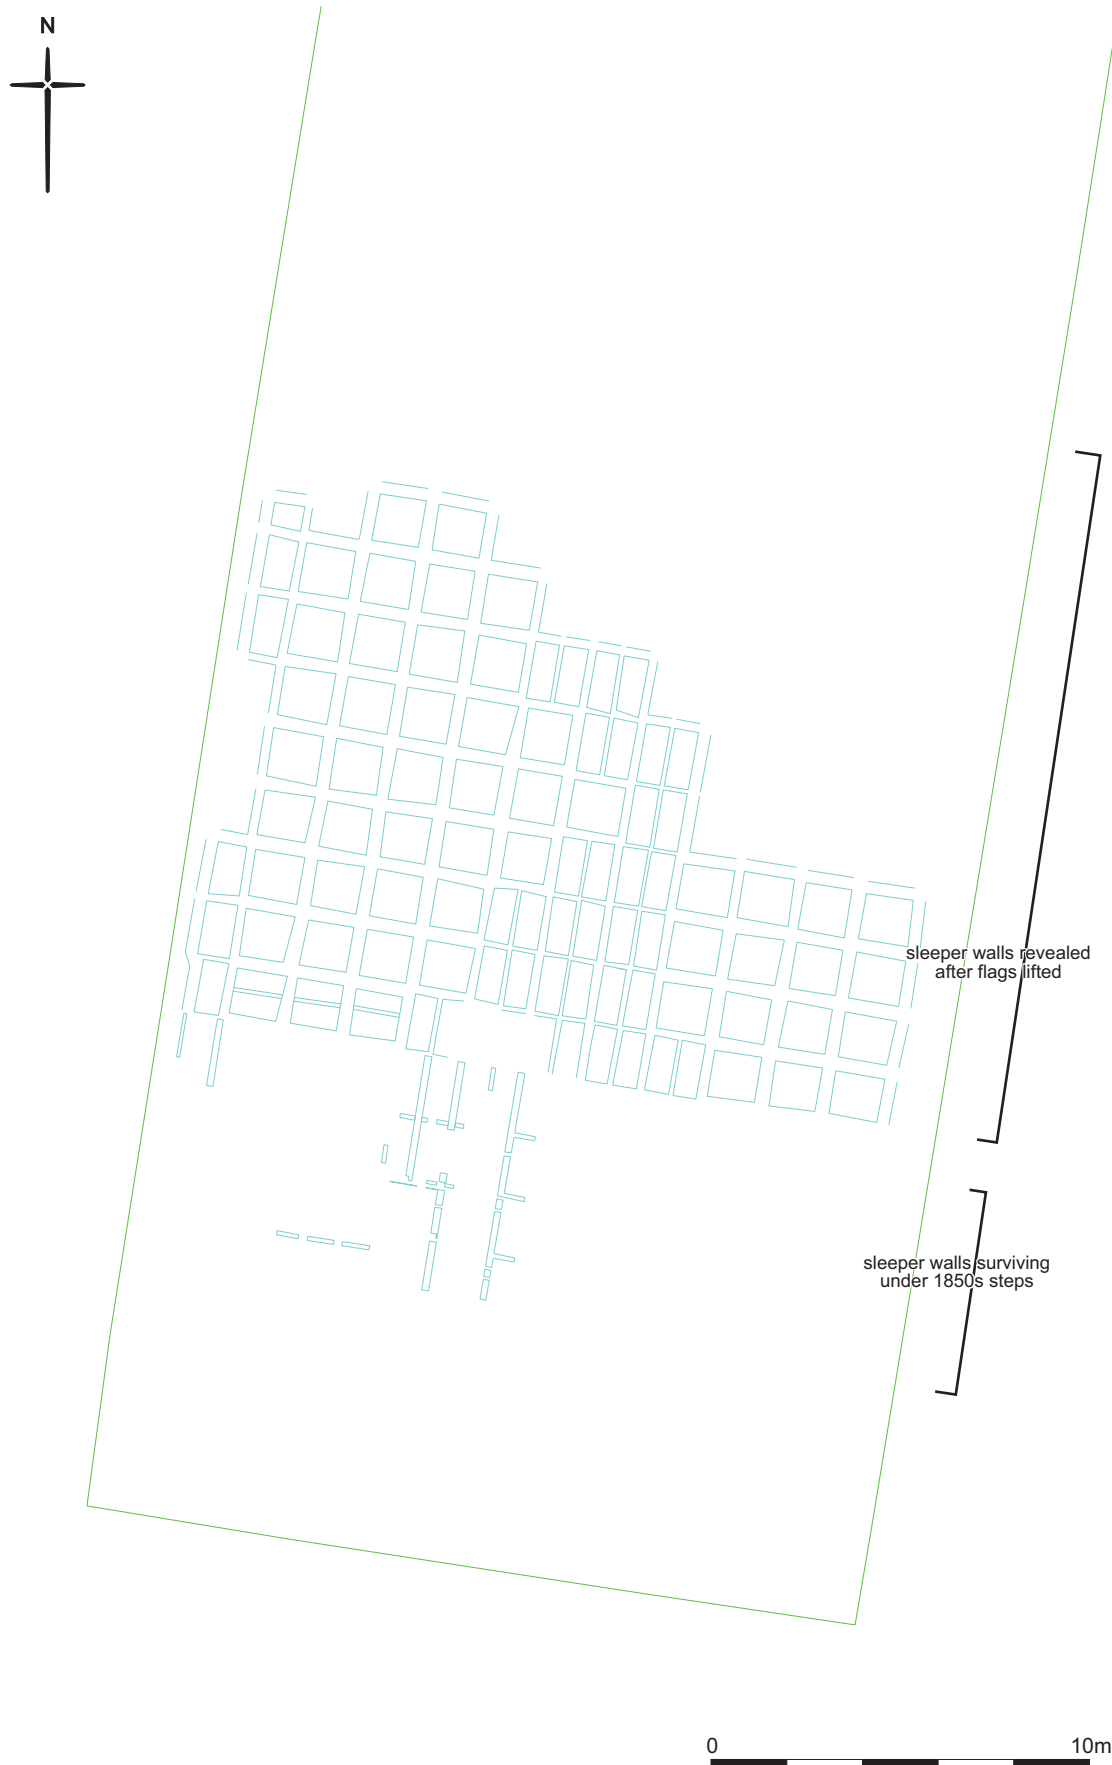 N
sleeper walls revealed
after flags lifted
sleeper walls surviving
under 1850s steps
0
10m